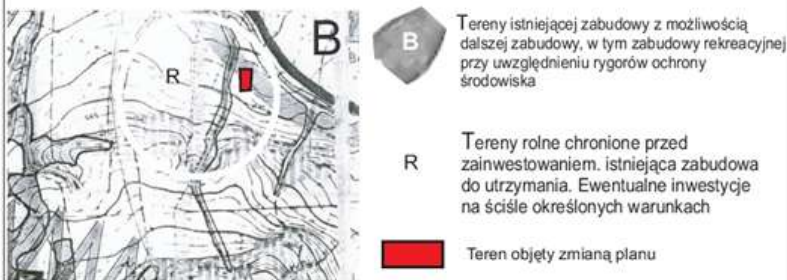 B
R
B
Tereny istniejącej zabudowy z możliwością
dalszej zabudowy, w tym zabudowy rekreacyjnej
przy uwzględnieniu rygorów ochrony
środowiska
R
Tereny rolne chronione przed
zainwestowaniem. istniejąca zabudowa
do utrzymania. Ewentualne inwestycje
na ściśle określonych warunkach
Teren objęty zmianą planu